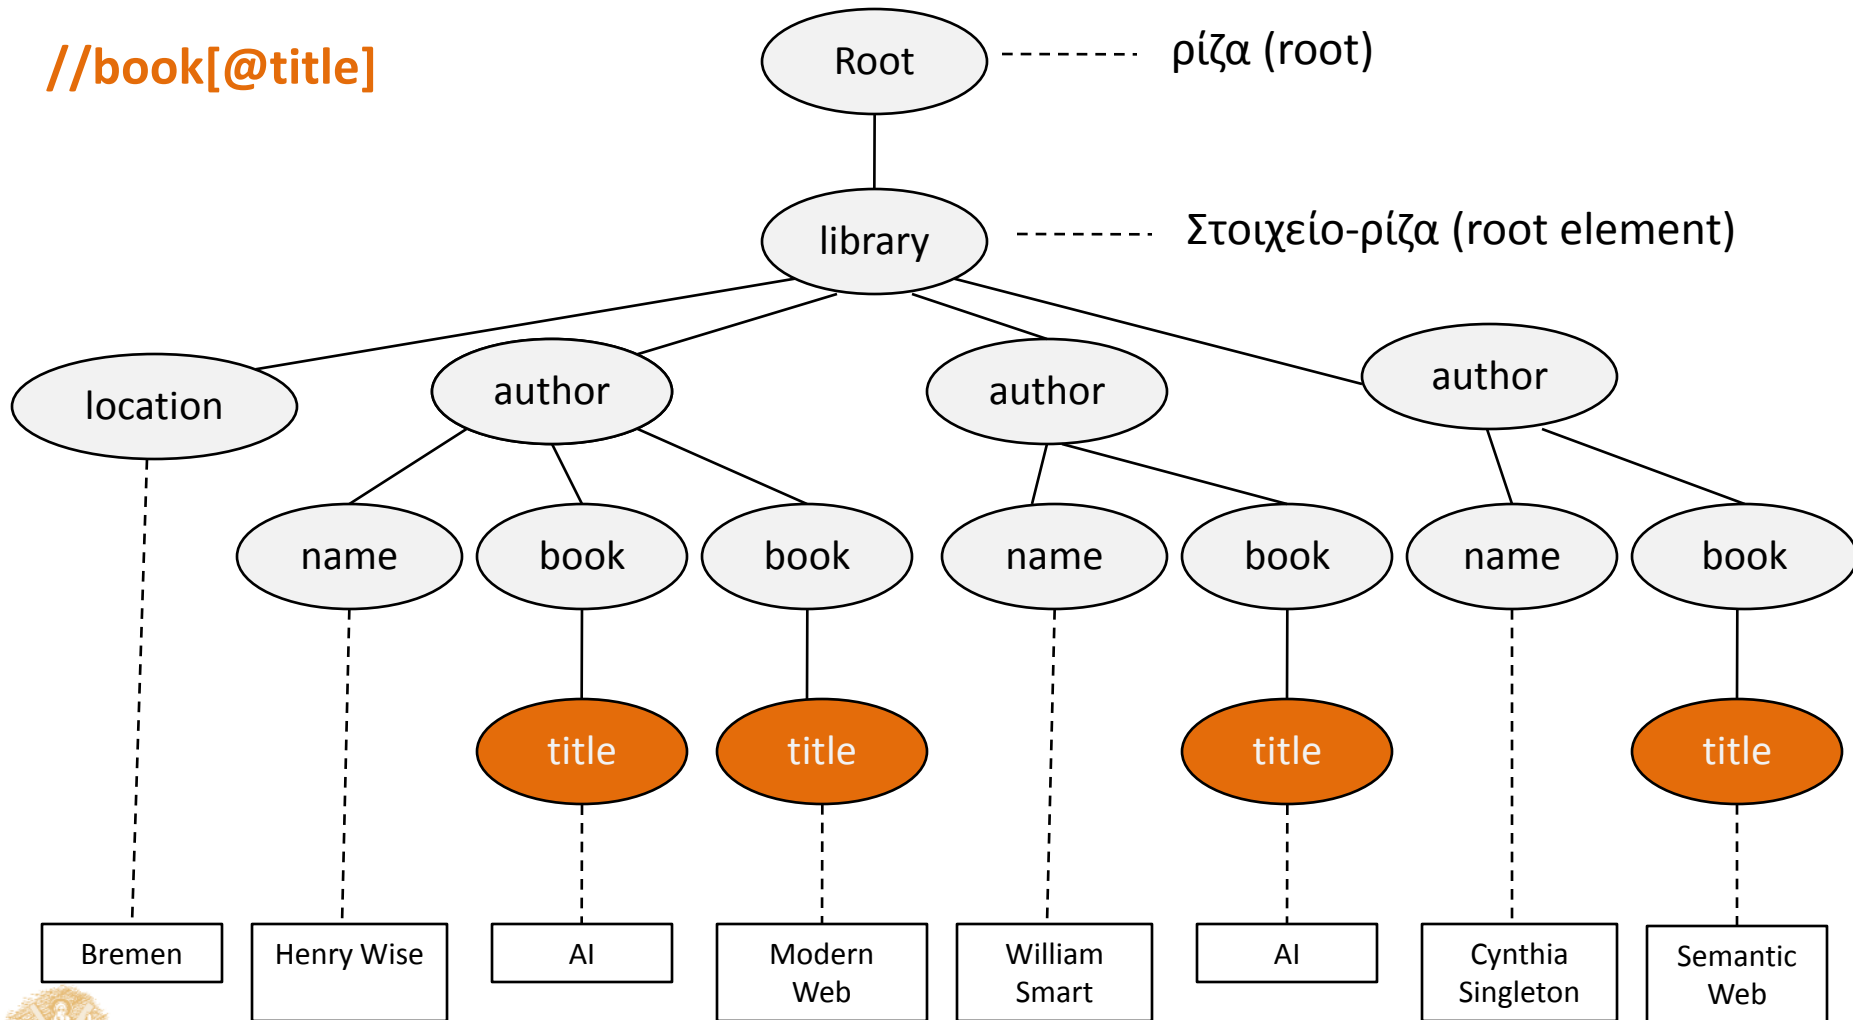 //book[@title]
Root
ρίζα (root)
library
Στοιχείο-ρίζα (root element)
location
author
author
author
name
book
book
name
book
name
book
title
title
title
title
Bremen
Henry Wise
AI
Modern
Web
William
Smart
AI
Cynthia
Singleton
Semantic
Web